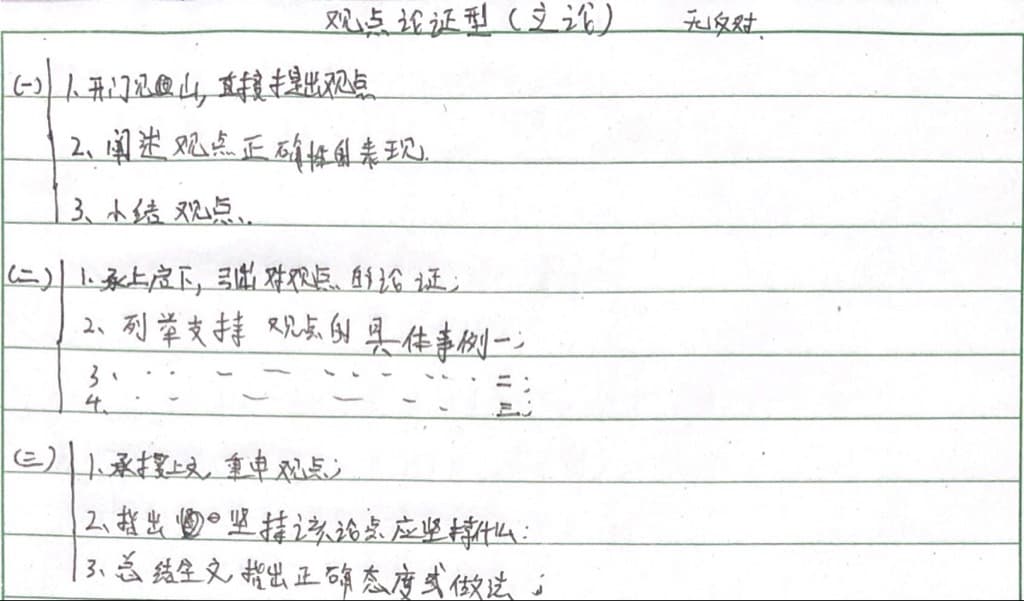 观点论证型(立论) 无反对.
(一) 1、开门见山,直接提出观点
2、阐述观点正确性的表现.
3、小结观点.
(二) 1、承上启下,引出对观点的论证;
2、列举支持观点的具体事例一;
3、·· — — ·· — ·· 二;
4、·· — — — · 三;
(三) 1、承接上文,重申观点;
2、指出坚持该论点应坚持什么:
3、总结全文,指出正确态度或做法;